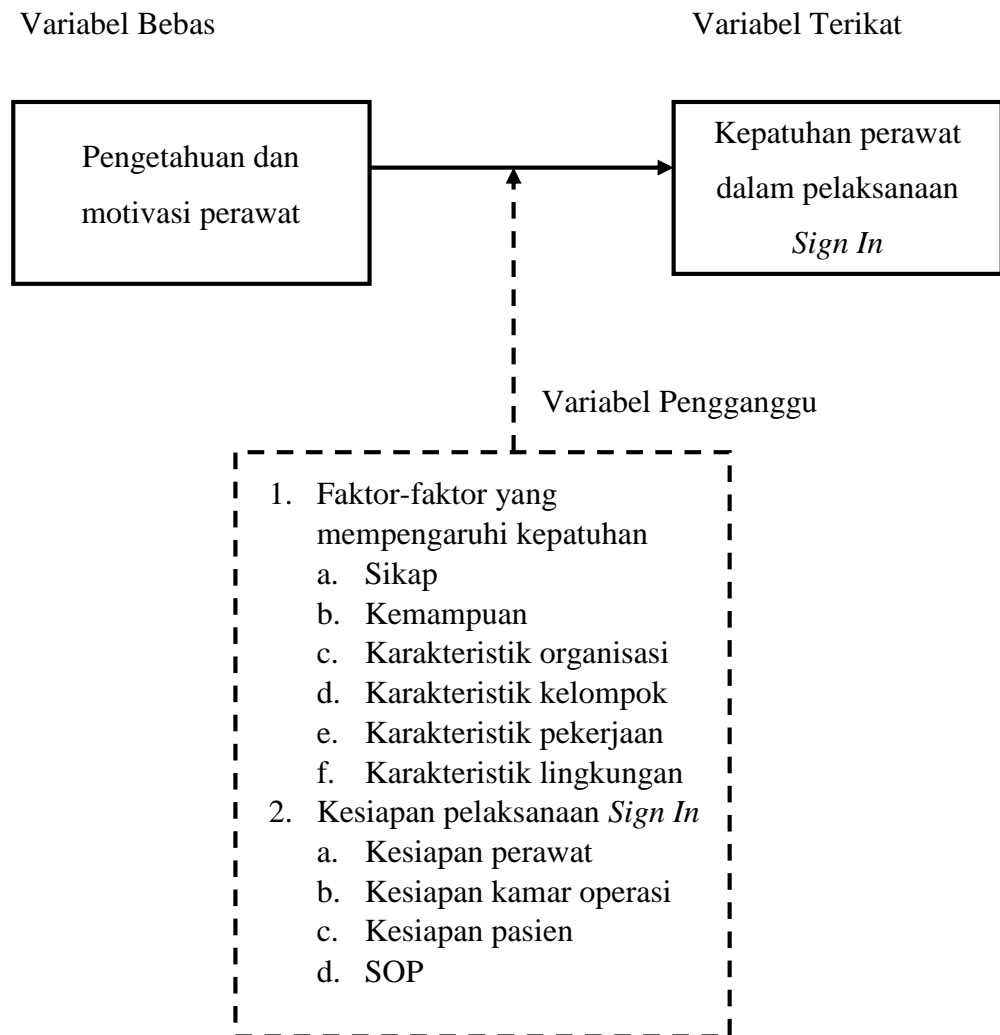 Variabel Bebas
Variabel Terikat
Pengetahuan dan
motivasi perawat
Kepatuhan perawat
dalam pelaksanaan
Sign In
Variabel Pengganggu
1. Faktor-faktor yang
mempengaruhi kepatuhan
a. Sikap
b. Kemampuan
c. Karakteristik organisasi
d. Karakteristik kelompok
e. Karakteristik pekerjaan
f. Karakteristik lingkungan
2. Kesiapan pelaksanaan Sign In
a. Kesiapan perawat
b. Kesiapan kamar operasi
c. Kesiapan pasien
d. SOP